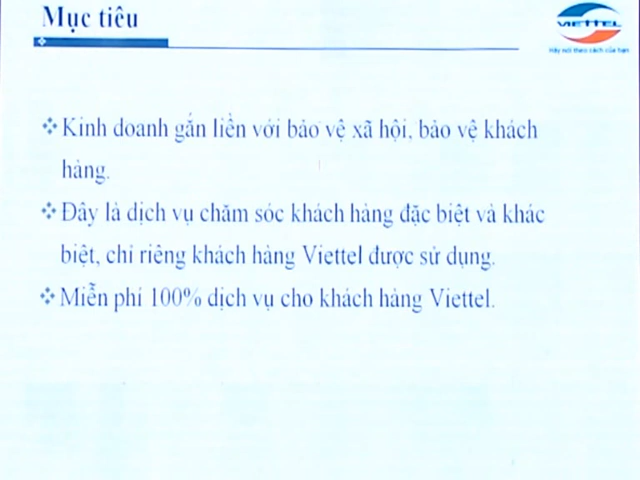 Mục tiêu
VIETTEL
Hãy nói theo cách của bạn
Kinh doanh gắn liền với bảo vệ xã hội, bảo vệ khách
hàng.
Đây là dịch vụ chăm sóc khách hàng đặc biệt và khác
biệt, chỉ riêng khách hàng Viettel được sử dụng.
Miễn phí 100% dịch vụ cho khách hàng Viettel.